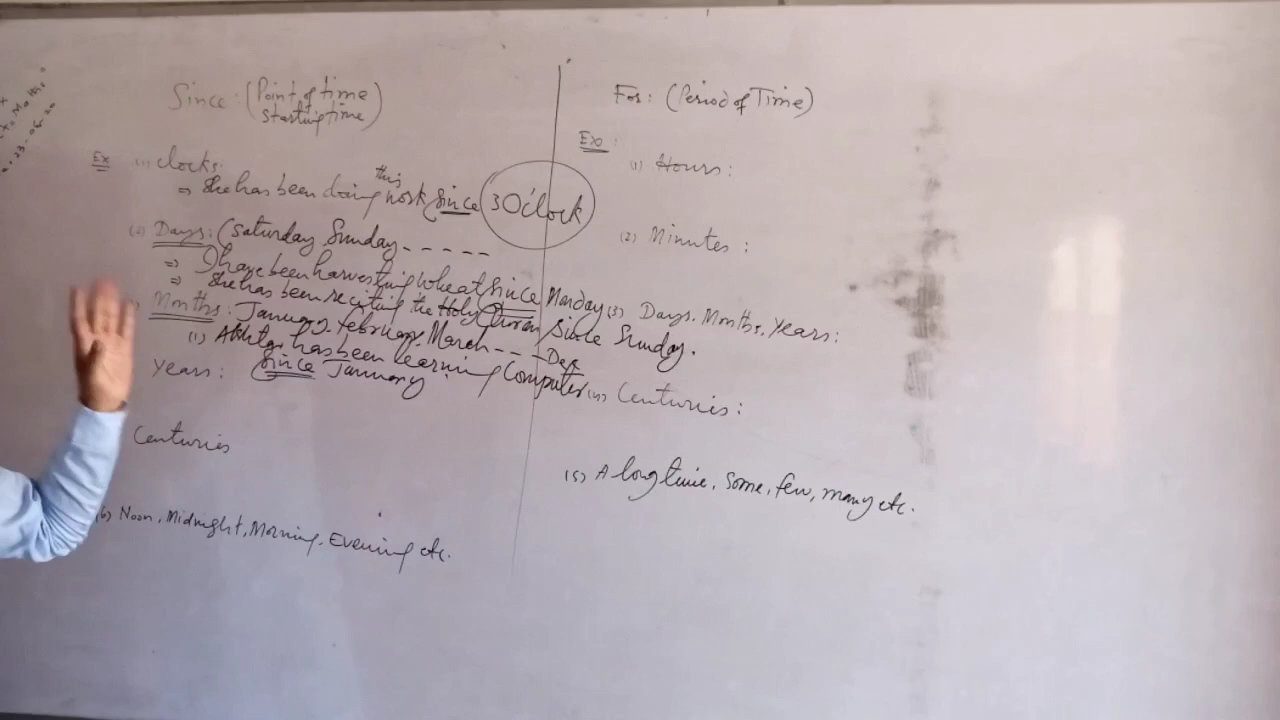 Since: (Point of time
Starting time)
Ex (1) clocks:
⇒ She has been doing this work since 3 O'clock
(2) Days: (Saturday Sunday - - - - -
⇒ I have been harvesting wheat since Monday
⇒ She has been reciting the Holy Quran since Sunday.
Months: January, February, March - - - Dec
(1) Akhtar has been learning Computer
since January.
Years:
Centuries
(6) Noon, Midnight, Morning, Evening etc.
For: (Period of Time)
Ex:
(1) Hours:
(2) Minutes:
(3) Days, Months, Years:
(4) Centuries:
(5) A long time, Some, few, many etc.